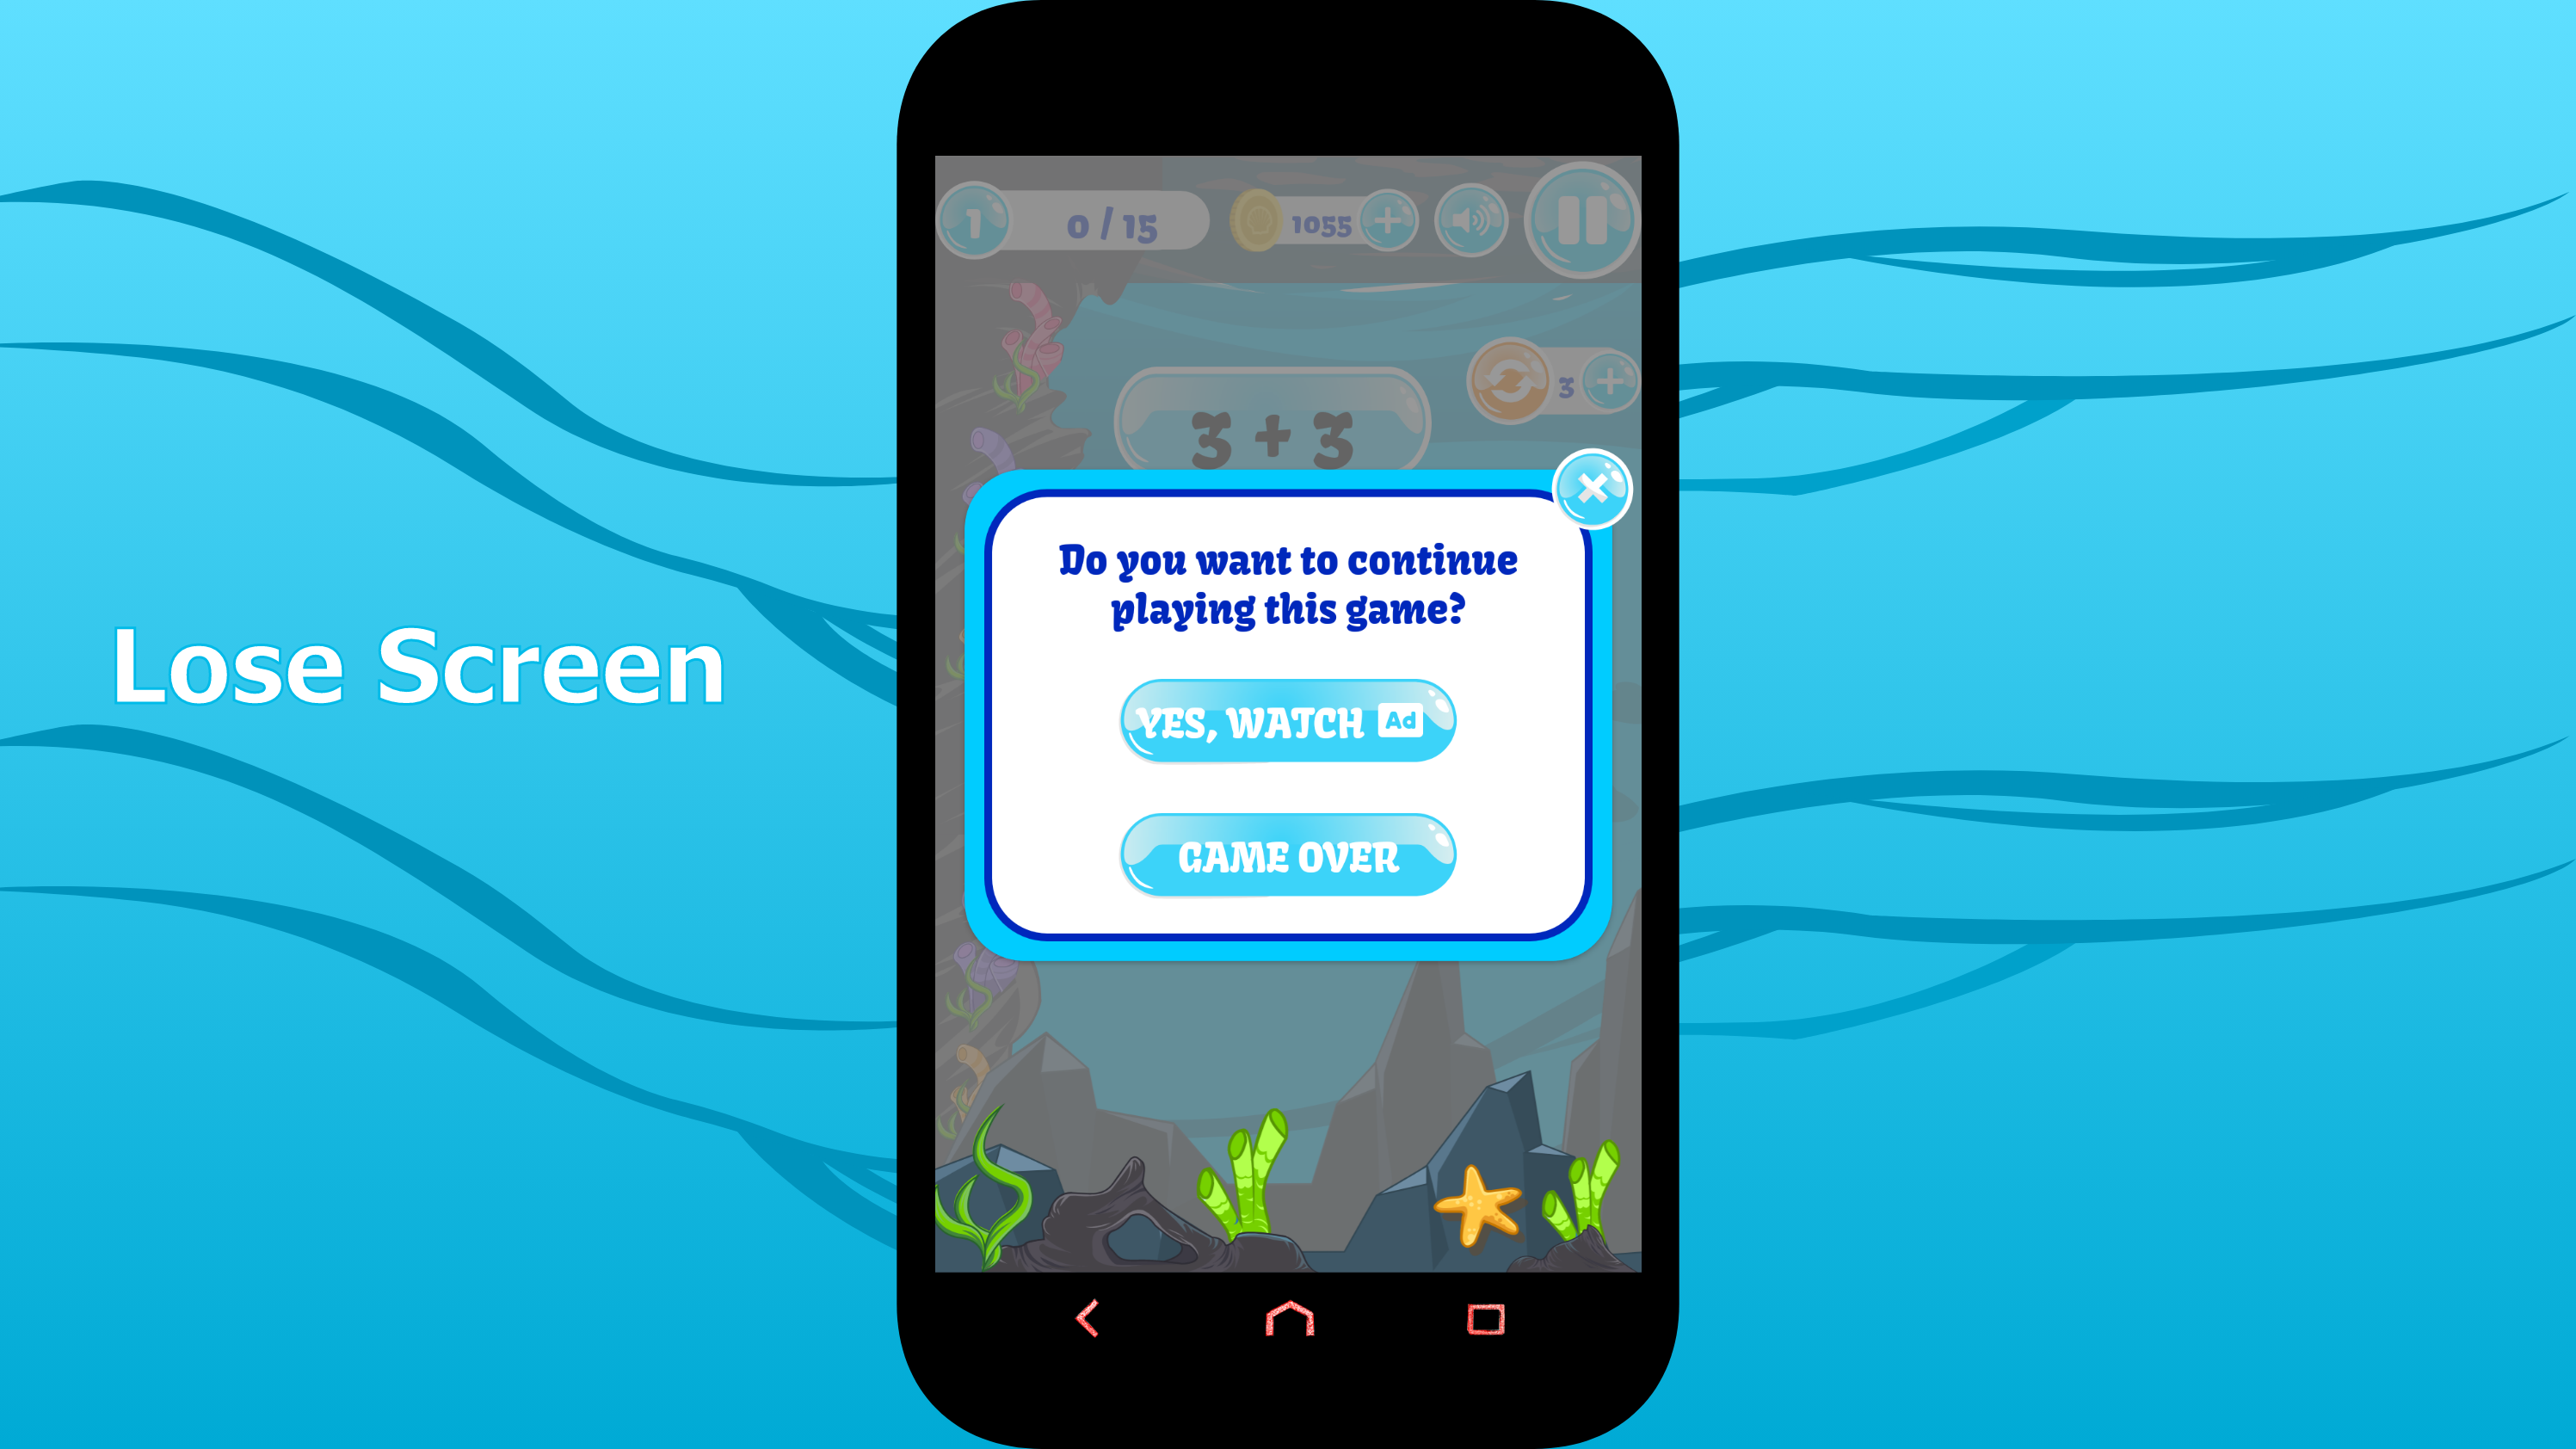 Lose Screen
1
0 / 15
1055
3 + 3
3
Do you want to continue
playing this game?
YES, WATCH Ad
GAME OVER